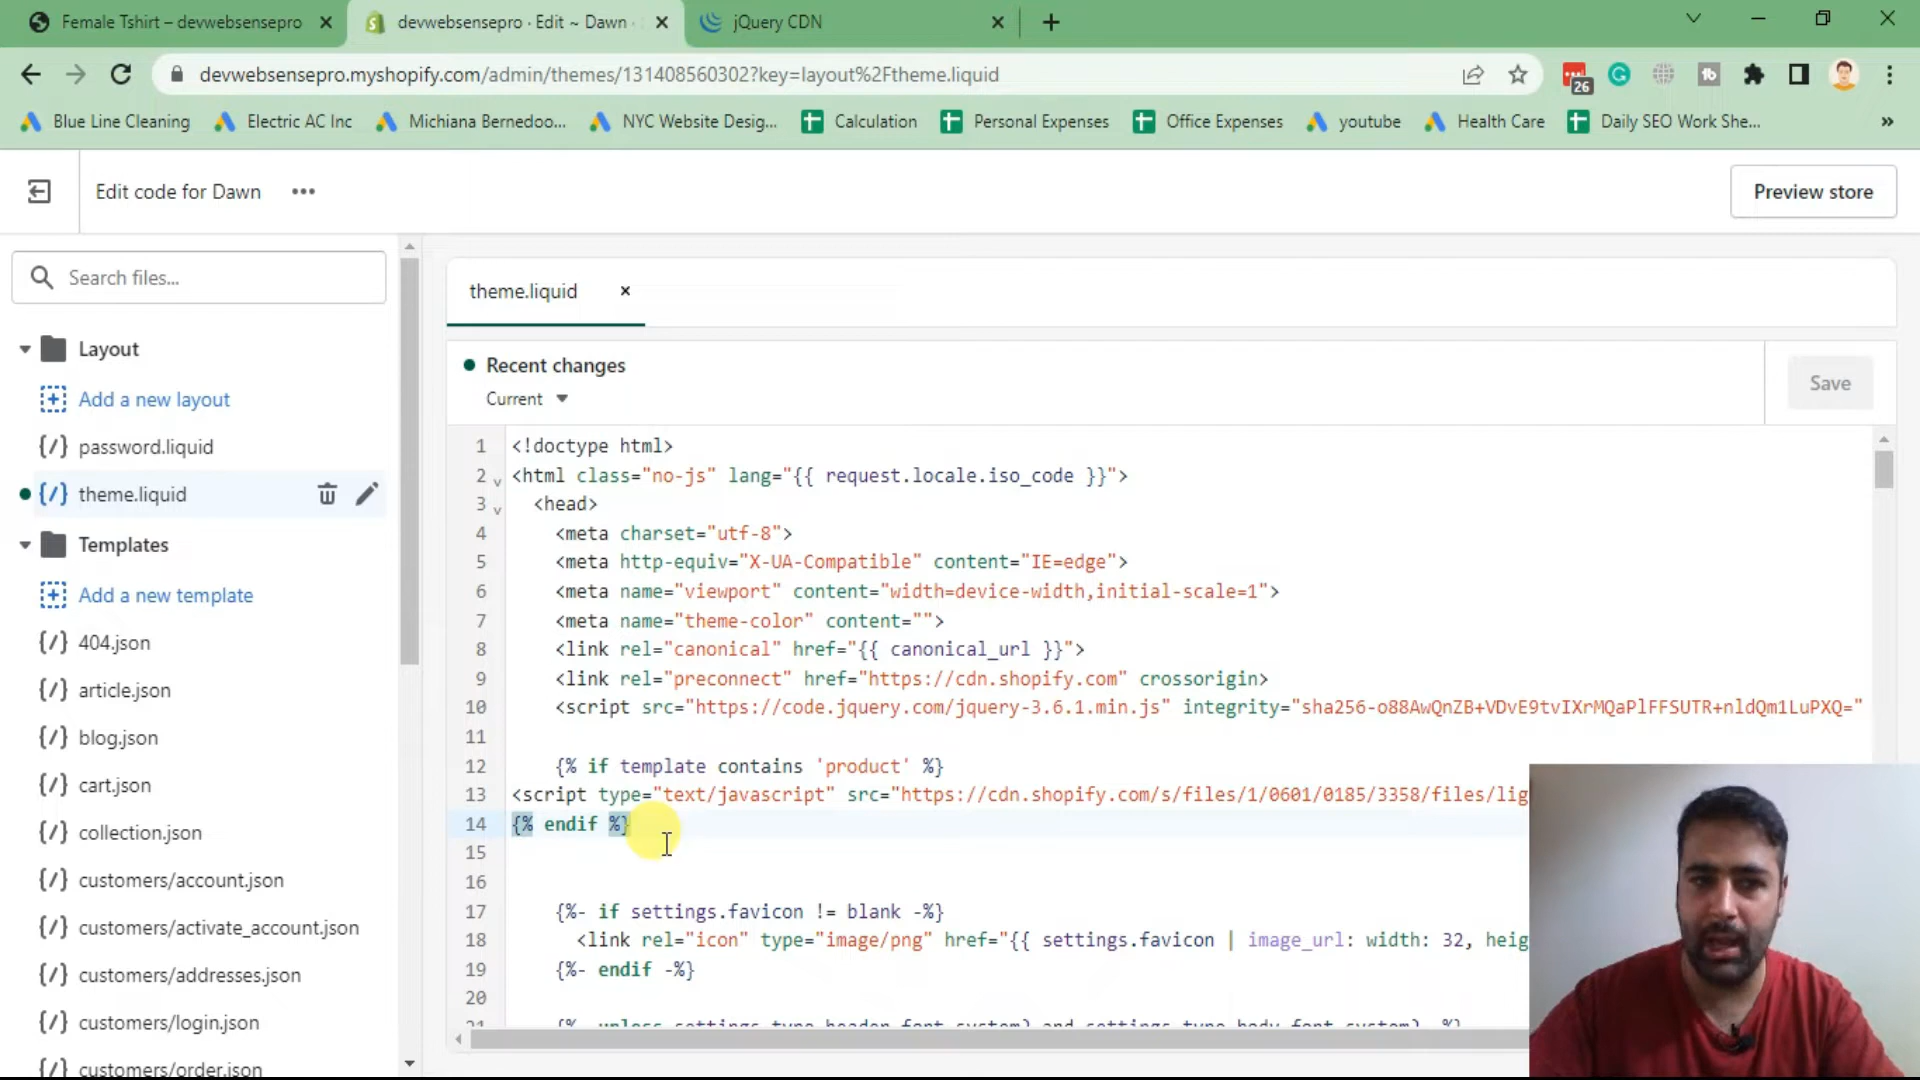 Female Tshirt – devwebsensepro
devwebsensepro · Edit ~ Dawn ·
jQuery CDN
devwebsensepro.myshopify.com/admin/themes/131408560302?key=layout%2Ftheme.liquid
26
Blue Line Cleaning
Electric AC Inc
Michiana Bernedoo...
NYC Website Desig...
Calculation
Personal Expenses
Office Expenses
youtube
Health Care
Daily SEO Work She...
»
Edit code for Dawn
•••
Preview store
Search files...
Layout
Add a new layout
{/} password.liquid
{/} theme.liquid
Templates
Add a new template
{/} 404.json
{/} article.json
{/} blog.json
{/} cart.json
{/} collection.json
{/} customers/account.json
{/} customers/activate_account.json
{/} customers/addresses.json
{/} customers/login.json
{/} customers/order.json
theme.liquid
Recent changes
Current
Save
1 <!doctype html>
2 <html class="no-js" lang="{{ request.locale.iso_code }}">
3 <head>
4 <meta charset="utf-8">
5 <meta http-equiv="X-UA-Compatible" content="IE=edge">
6 <meta name="viewport" content="width=device-width,initial-scale=1">
7 <meta name="theme-color" content="">
8 <link rel="canonical" href="{{ canonical_url }}">
9 <link rel="preconnect" href="https://cdn.shopify.com" crossorigin>
10 <script src="https://code.jquery.com/jquery-3.6.1.min.js" integrity="sha256-o88AwQnZB+VDvE9tvIXrMQaPlFFSUTR+nldQm1LuPXQ="
11
12 {% if template contains 'product' %}
13 <script type="text/javascript" src="https://cdn.shopify.com/s/files/1/0601/0185/3358/files/lig
14 {% endif %}
15
16
17 {%- if settings.favicon != blank -%}
18 <link rel="icon" type="image/png" href="{{ settings.favicon | image_url: width: 32, heig
19 {%- endif -%}
20